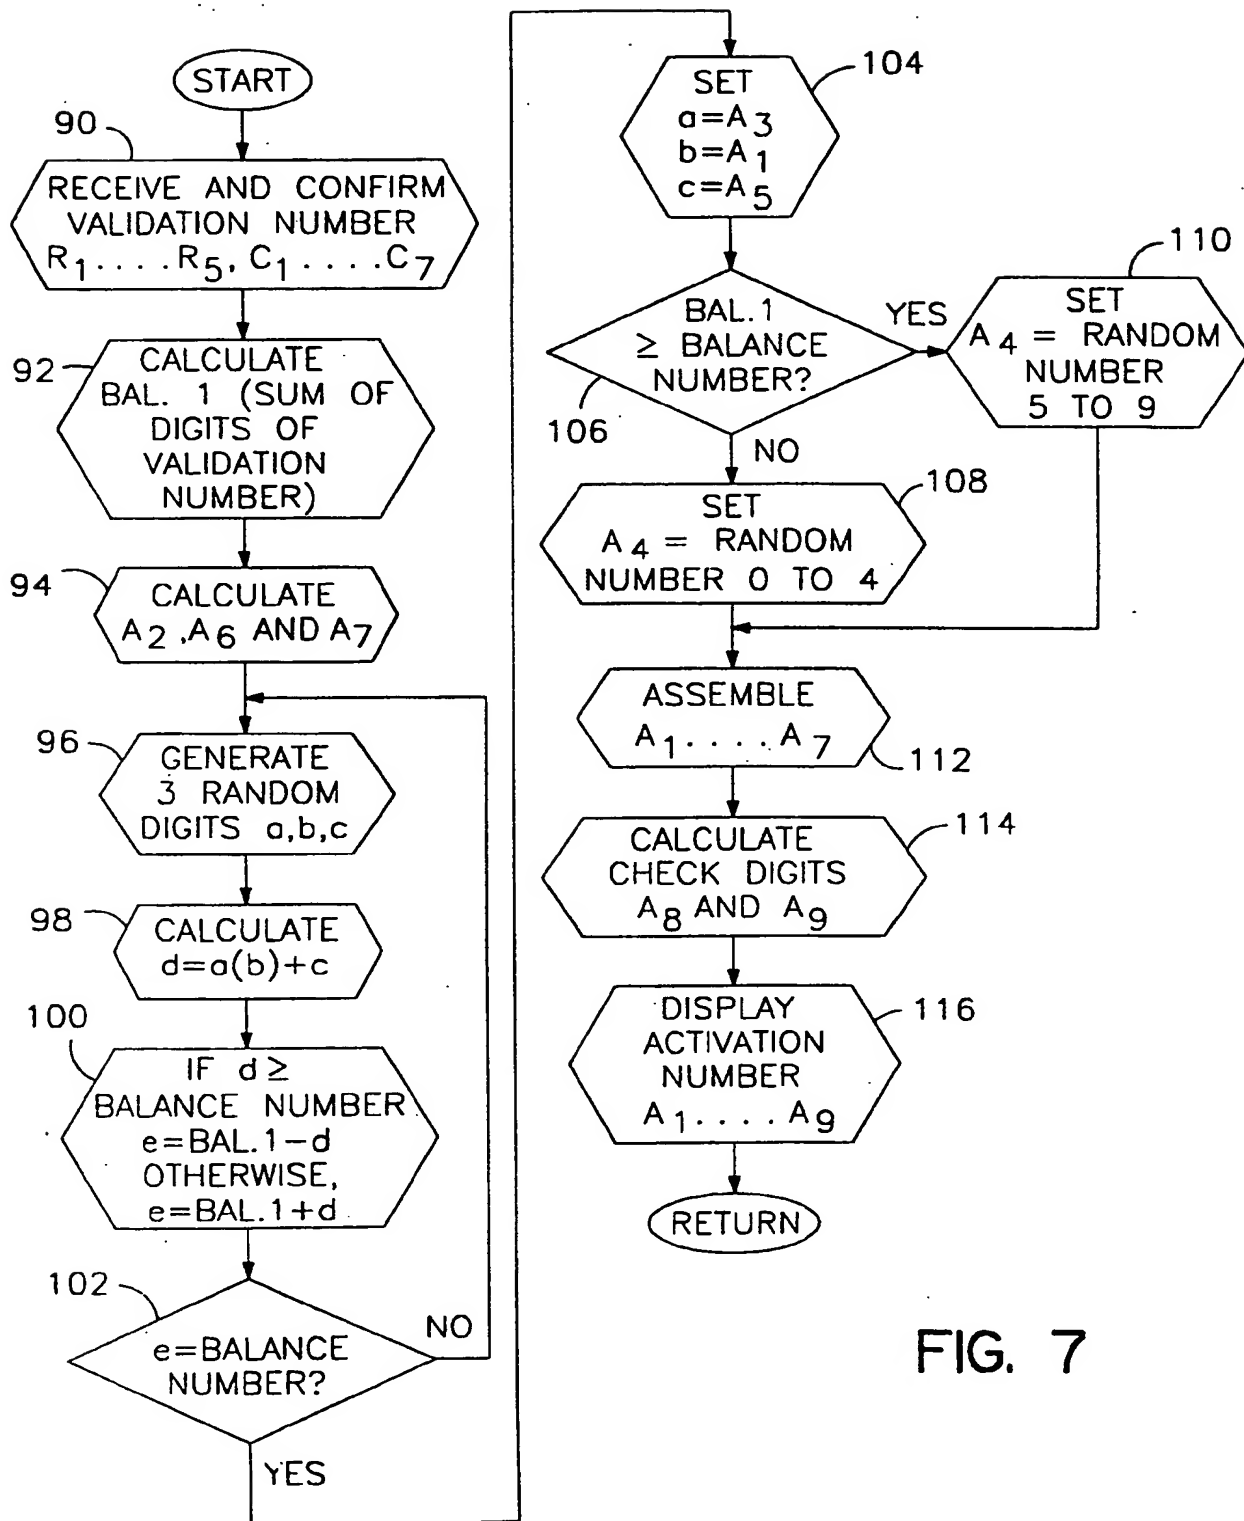 START
90
RECEIVE AND CONFIRM
VALIDATION NUMBER
R1....R5, C1....C7
92
CALCULATE
BAL. 1 (SUM OF
DIGITS OF
VALIDATION
NUMBER)
94
CALCULATE
A2 ,A6 AND A7
96
GENERATE
3 RANDOM
DIGITS a,b,c
98
CALCULATE
d=a(b)+c
100
IF d ≥
BALANCE NUMBER
e=BAL.1-d
OTHERWISE,
e=BAL.1+d
102
e=BALANCE
NUMBER?
NO
YES
104
SET
a=A3
b=A1
c=A5
106
BAL.1
≥ BALANCE
NUMBER?
YES
NO
110
SET
A4 = RANDOM
NUMBER
5 TO 9
108
SET
A4 = RANDOM
NUMBER 0 TO 4
ASSEMBLE
A1....A7
112
114
CALCULATE
CHECK DIGITS
A8 AND A9
116
DISPLAY
ACTIVATION
NUMBER
A1....A9
RETURN
FIG. 7